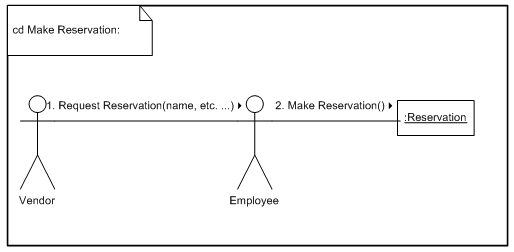 cd Make Reservation:
1. Request Reservation(name, etc. ...)
2. Make Reservation()
:Reservation
Vendor
Employee